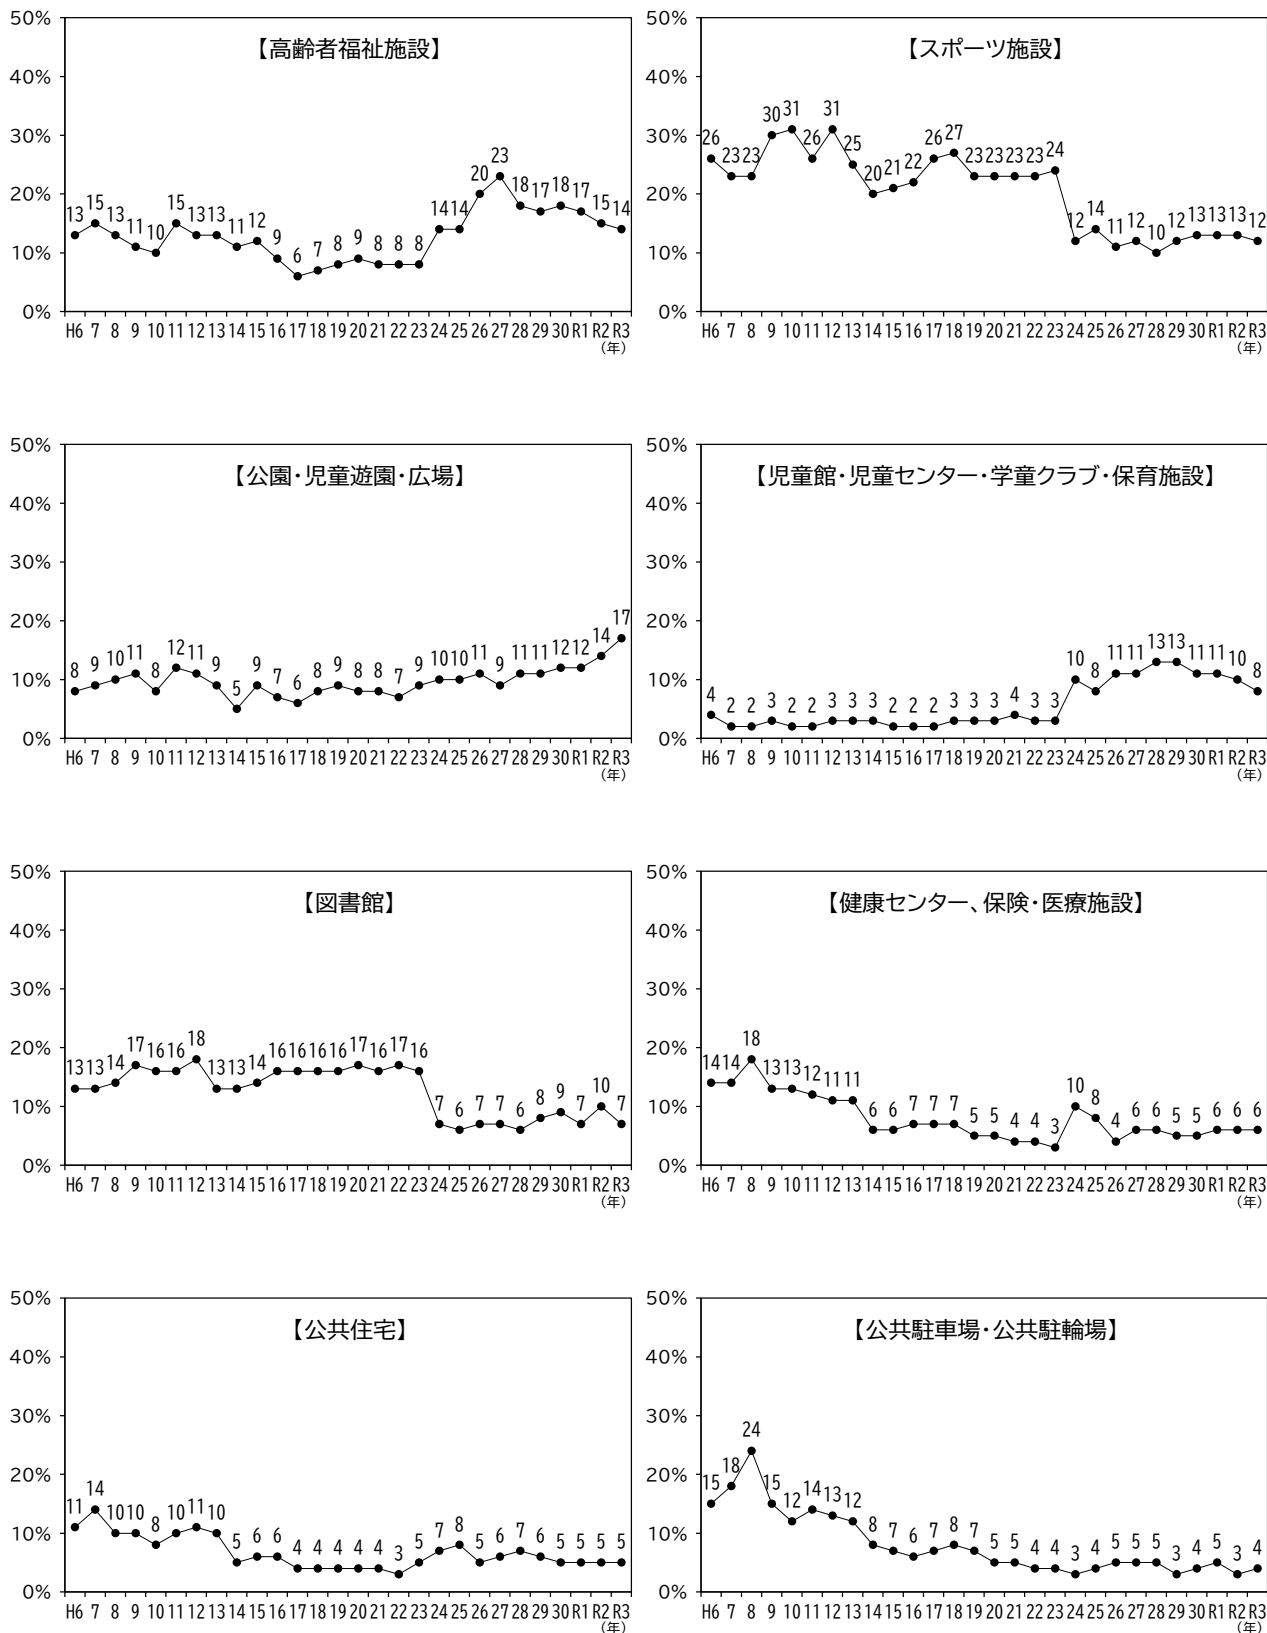 【高齢者福祉施設】
50%
40%
30%
20%
10%
0%
13 15 13 11 10 15 13 13 11 12 9 6 7 8 9 8 8 8 14 14 20 23 18 17 18 17 15 14
H6 7 8 9 10 11 12 13 14 15 16 17 18 19 20 21 22 23 24 25 26 27 28 29 30 R1 R2 R3
(年)
【スポーツ施設】
50%
40%
30%
20%
10%
0%
26 23 23 30 31 26 31 25 20 21 22 26 27 23 23 23 23 24 12 14 11 12 10 12 13 13 13 12
H6 7 8 9 10 11 12 13 14 15 16 17 18 19 20 21 22 23 24 25 26 27 28 29 30 R1 R2 R3
(年)
【公園・児童遊園・広場】
50%
40%
30%
20%
10%
0%
8 9 10 11 8 12 11 9 5 9 7 6 8 9 8 8 7 9 10 10 11 9 11 11 12 12 14 17
H6 7 8 9 10 11 12 13 14 15 16 17 18 19 20 21 22 23 24 25 26 27 28 29 30 R1 R2 R3
(年)
【児童館・児童センター・学童クラブ・保育施設】
50%
40%
30%
20%
10%
0%
4 2 2 3 2 2 3 3 3 2 2 2 3 3 3 4 3 3 10 8 11 11 13 13 11 11 10 8
H6 7 8 9 10 11 12 13 14 15 16 17 18 19 20 21 22 23 24 25 26 27 28 29 30 R1 R2 R3
(年)
【図書館】
50%
40%
30%
20%
10%
0%
13 13 14 17 16 16 18 13 13 14 16 16 16 16 17 16 17 16 7 6 7 7 6 8 9 7 10 7
H6 7 8 9 10 11 12 13 14 15 16 17 18 19 20 21 22 23 24 25 26 27 28 29 30 R1 R2 R3
(年)
【健康センター、保険・医療施設】
50%
40%
30%
20%
10%
0%
14 14 18 13 13 12 11 11 6 6 7 7 7 5 5 4 4 3 10 8 4 6 6 5 5 6 6 6
H6 7 8 9 10 11 12 13 14 15 16 17 18 19 20 21 22 23 24 25 26 27 28 29 30 R1 R2 R3
(年)
【公共住宅】
50%
40%
30%
20%
10%
0%
11 14 10 10 8 10 11 10 5 6 6 4 4 4 4 4 3 5 7 8 5 6 7 6 5 5 5 5
H6 7 8 9 10 11 12 13 14 15 16 17 18 19 20 21 22 23 24 25 26 27 28 29 30 R1 R2 R3
(年)
【公共駐車場・公共駐輪場】
50%
40%
30%
20%
10%
0%
15 18 24 15 12 14 13 12 8 7 6 7 8 7 5 5 4 4 3 4 5 5 5 3 4 5 3 4
H6 7 8 9 10 11 12 13 14 15 16 17 18 19 20 21 22 23 24 25 26 27 28 29 30 R1 R2 R3
(年)